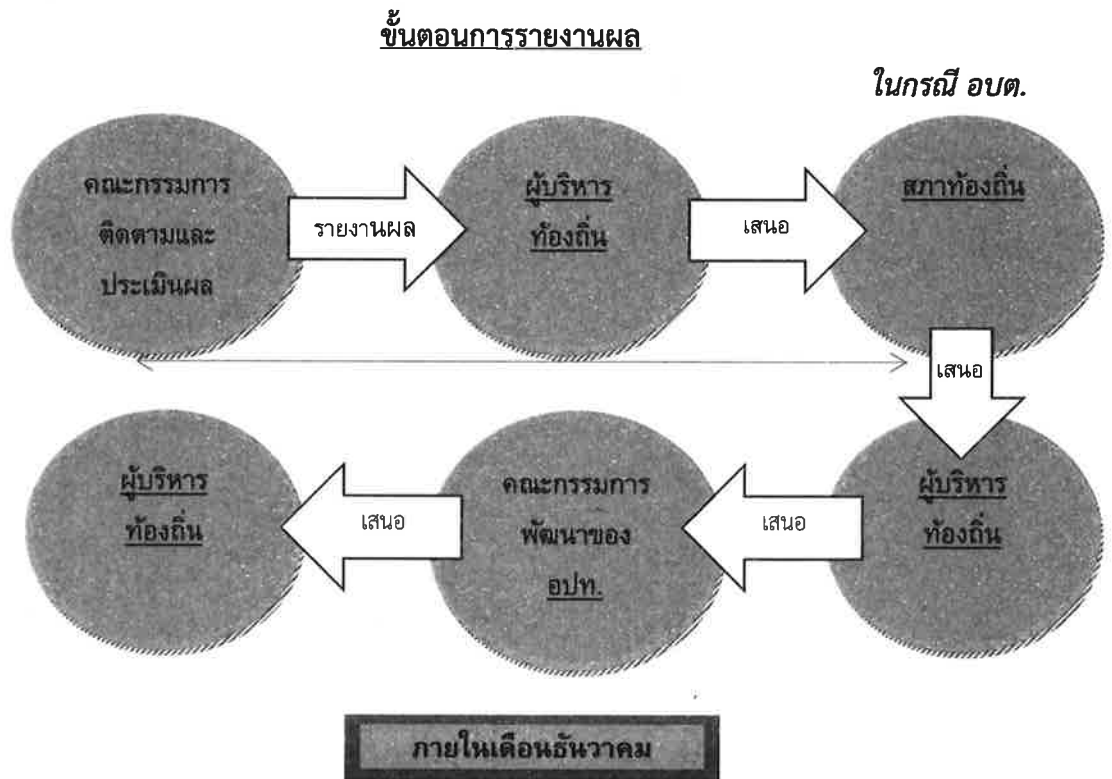 ขั้นตอนการรายงานผล
ในกรณี อบต.
คณะกรรมการ
ติดตามและ
ประเมินผล
รายงานผล
ผู้บริหาร
ท้องถิ่น
เสนอ
สภาท้องถิ่น
เสนอ
ผู้บริหาร
ท้องถิ่น
เสนอ
คณะกรรมการ
พัฒนาของ
อปท.
เสนอ
ผู้บริหาร
ท้องถิ่น
ภายในเดือนธันวาคม